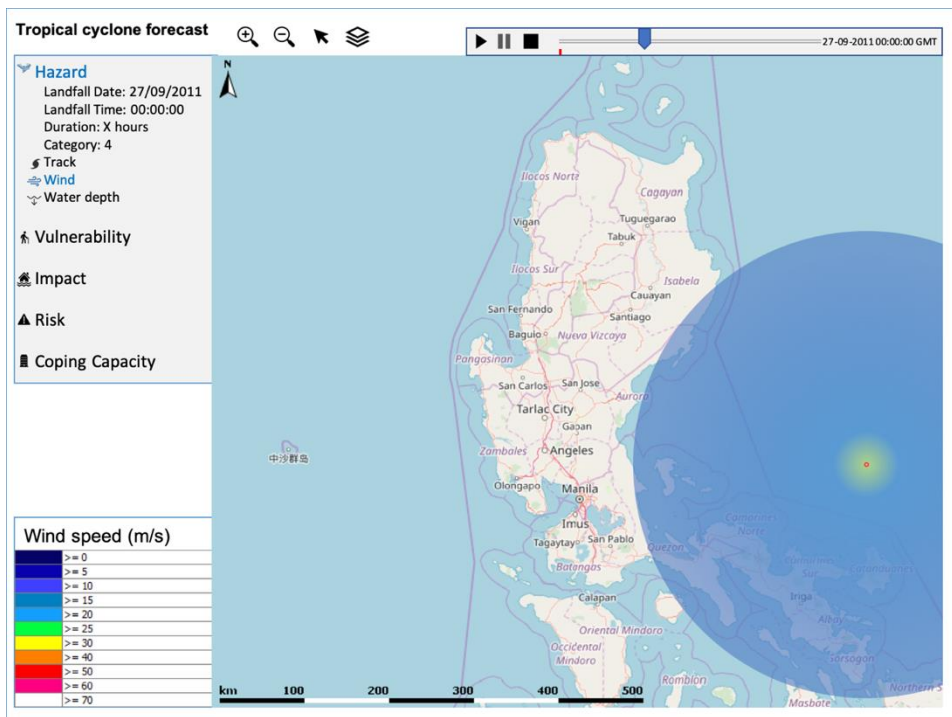 Tropical cyclone forecast
27-09-2011 00:00:00 GMT
Hazard
Landfall Date: 27/09/2011
Landfall Time: 00:00:00
Duration: X hours
Category: 4
Track
Wind
Water depth
Vulnerability
Impact
Risk
Coping Capacity
Wind speed (m/s)
>= 0
>= 5
>= 10
>= 15
>= 20
>= 25
>= 30
>= 40
>= 50
>= 60
>= 70
N
Ilocos Norte
Cagayan
Vigan
Tuguegarao
Tabuk
Ilocos Sur
Isabela
Cauayan
San Fernando
Santiago
Baguio
Nueva Vizcaya
Pangasinan
San Carlos
San Jose
Aurora
Tarlac City
Gapan
Zambales
Angeles
中沙群岛
Olongapo
Manila
Imus
Camarines Norte
Tagaytay
San Pablo
Quezon
Batangas
Camarines Sur
Catanduanes
Calapan
Iriga
Albay
Oriental Mindoro
Occidental Mindoro
Sorsogon
Romblon
Masbate
Northern S
km 100 200 300 400 500